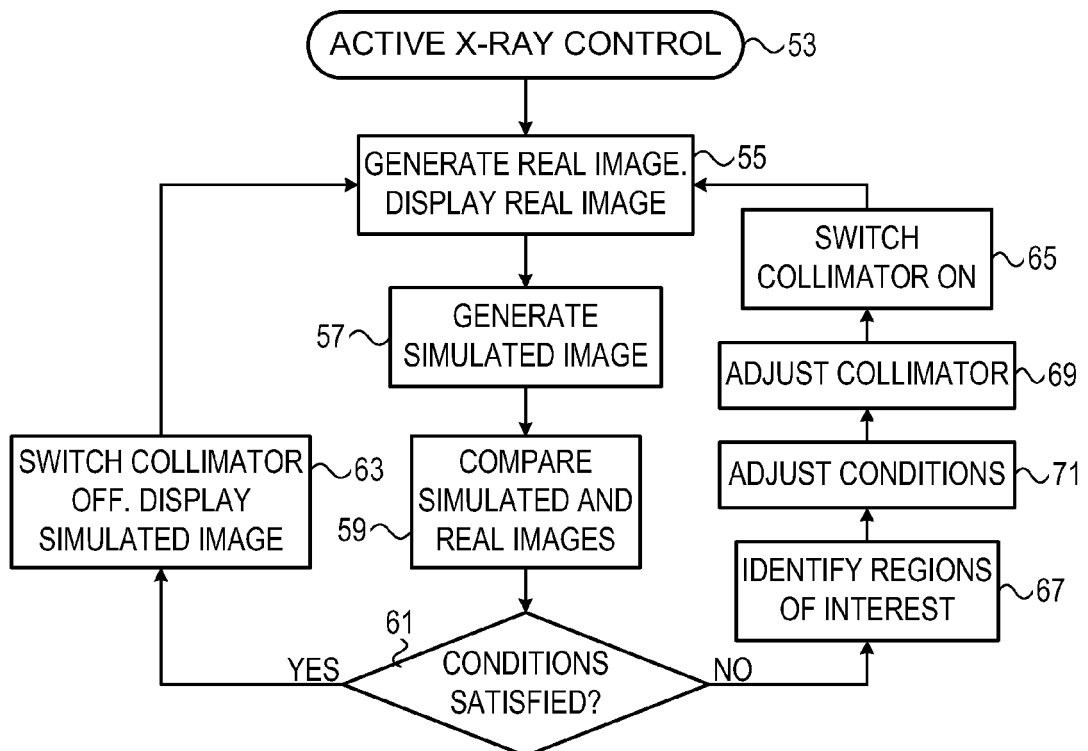 ACTIVE X-RAY CONTROL
53
GENERATE REAL IMAGE.
DISPLAY REAL IMAGE
55
GENERATE
SIMULATED IMAGE
57
COMPARE
SIMULATED AND
REAL IMAGES
59
CONDITIONS
SATISFIED?
61
YES
NO
SWITCH COLLIMATOR
OFF. DISPLAY
SIMULATED IMAGE
63
IDENTIFY REGIONS
OF INTEREST
67
ADJUST CONDITIONS
71
ADJUST COLLIMATOR
69
SWITCH
COLLIMATOR ON
65